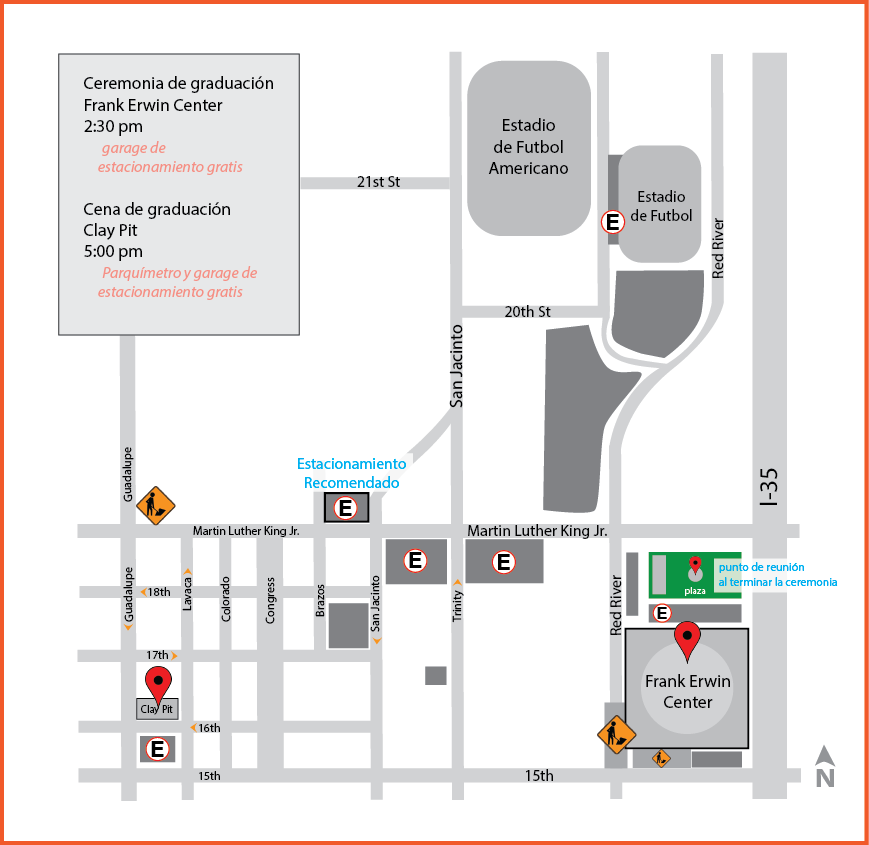 Ceremonia de graduación
Frank Erwin Center
2:30 pm
garage de
estacionamiento gratis
Cena de graduación
Clay Pit
5:00 pm
Parquímetro y garage de
estacionamiento gratis
21st St
Estadio
de Futbol
Americano
Estadio
de Futbol
E
Red River
20th St
San Jacinto
Guadalupe
Estacionamiento
Recomendado
E
I-35
Martin Luther King Jr.
Martin Luther King Jr.
E
E
punto de reunión
al terminar la ceremonia
plaza
E
Guadalupe
18th
Lavaca
Colorado
Congress
Brazos
San Jacinto
Trinity
Red River
17th
Clay Pit
Frank Erwin
Center
16th
E
15th
15th
N